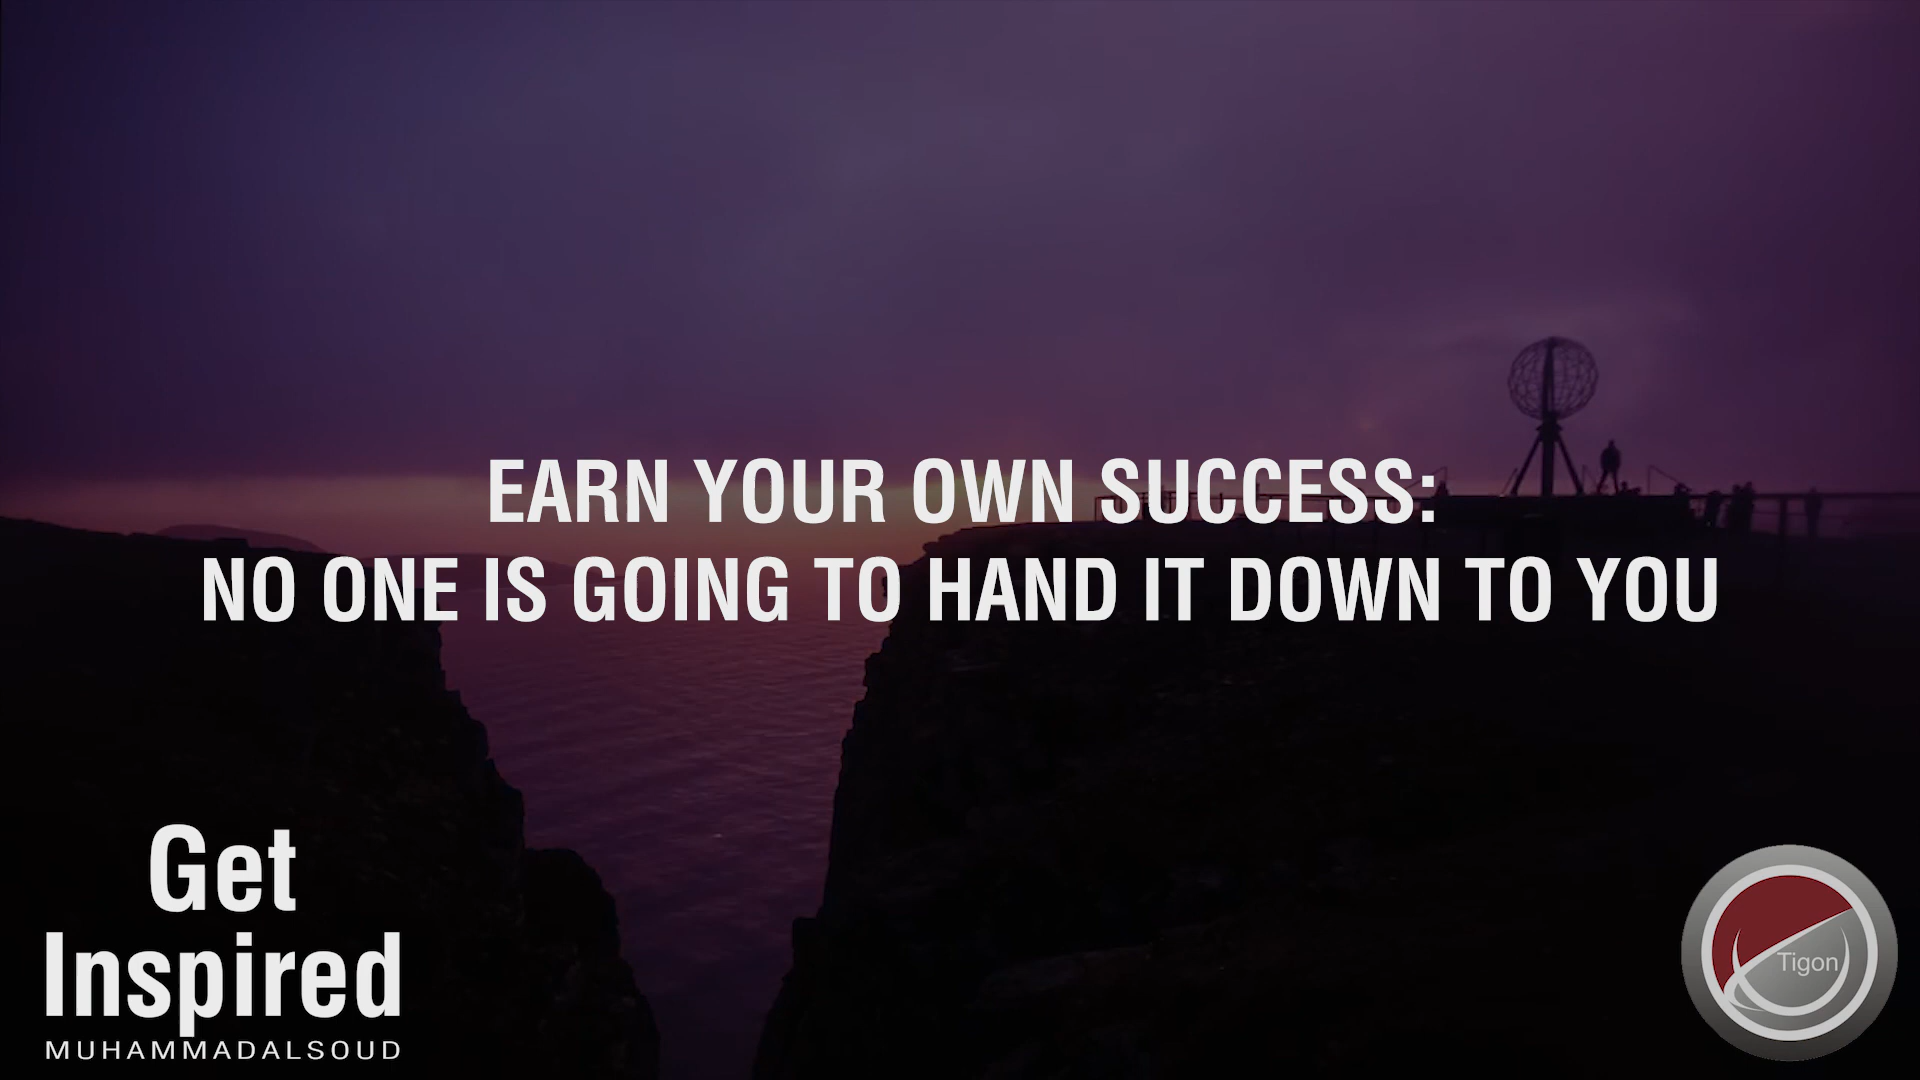 EARN YOUR OWN SUCCESS:
NO ONE IS GOING TO HAND IT DOWN TO YOU
Get
Inspired
MUHAMMADALSOUD
Tigon